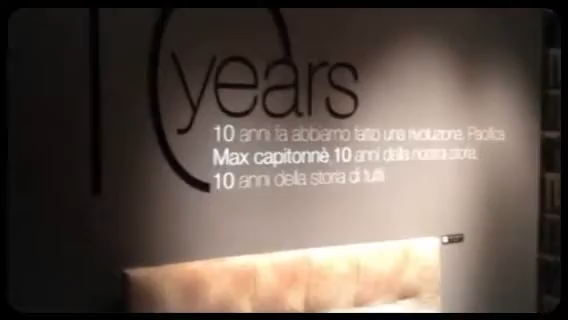 10
years
10 anni fa abbiamo fatto una rivoluzione. Pacifica.
Max capitonnè, 10 anni della nostra storia,
10 anni della storia di tutti